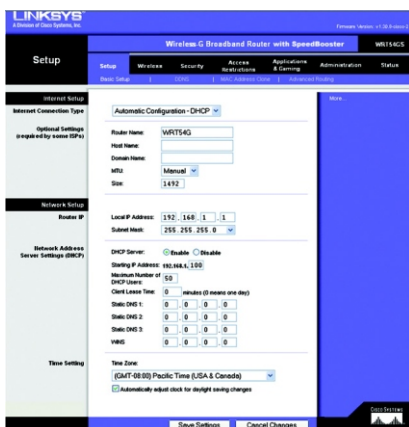 LINKSYS
A Division of Cisco Systems, Inc.
Wireless-G Broadband Router with SpeedBooster
WRT54GS
Setup
Setup
Wireless
Security
Access Restrictions
Applications & Gaming
Administration
Status
Basic Setup | DDNS | MAC Address Clone | Advanced Routing
Internet Setup
More...
Internet Connection Type
Automatic Configuration - DHCP
Optional Settings
(required by some ISPs)
Router Name: WRT54G
Host Name:
Domain Name:
MTU: Manual
Size: 1492
Network Setup
Router IP
Local IP Address: 192 . 168 . 1 . 1
Subnet Mask: 255.255.255.0
Network Address
Server Settings (DHCP)
DHCP Server: Enable Disable
Starting IP Address: 192.168.1. 100
Maximum Number of
DHCP Users: 50
Client Lease Time: 0 minutes (0 means one day)
Static DNS 1: 0 . 0 . 0 . 0
Static DNS 2: 0 . 0 . 0 . 0
Static DNS 3: 0 . 0 . 0 . 0
WINS 0 . 0 . 0 . 0
Time Setting
Time Zone:
(GMT-08:00) Pacific Time (USA & Canada)
Automatically adjust clock for daylight saving changes
Save Settings
Cancel Changes
Cisco Systems